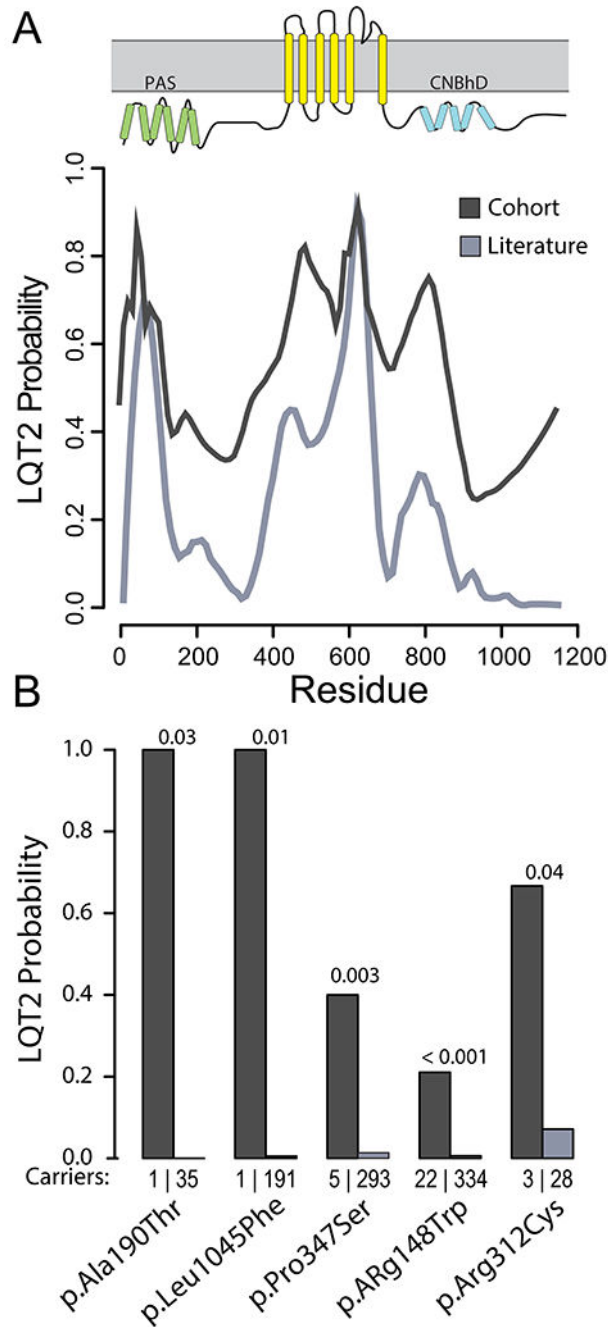 A
PAS
CNBhD
LQT2 Probability
1.0
0.8
0.6
0.4
0.2
0.0
Cohort
Literature
0 200 400 600 800 1000 1200
Residue
B
LQT2 Probability
1.0
0.8
0.6
0.4
0.2
0.0
0.03
0.01
0.003
< 0.001
0.04
Carriers: 1 | 35 1 | 191 5 | 293 22 | 334 3 | 28
p.Ala190Thr
p.Leu1045Phe
p.Pro347Ser
p.ARg148Trp
p.Arg312Cys